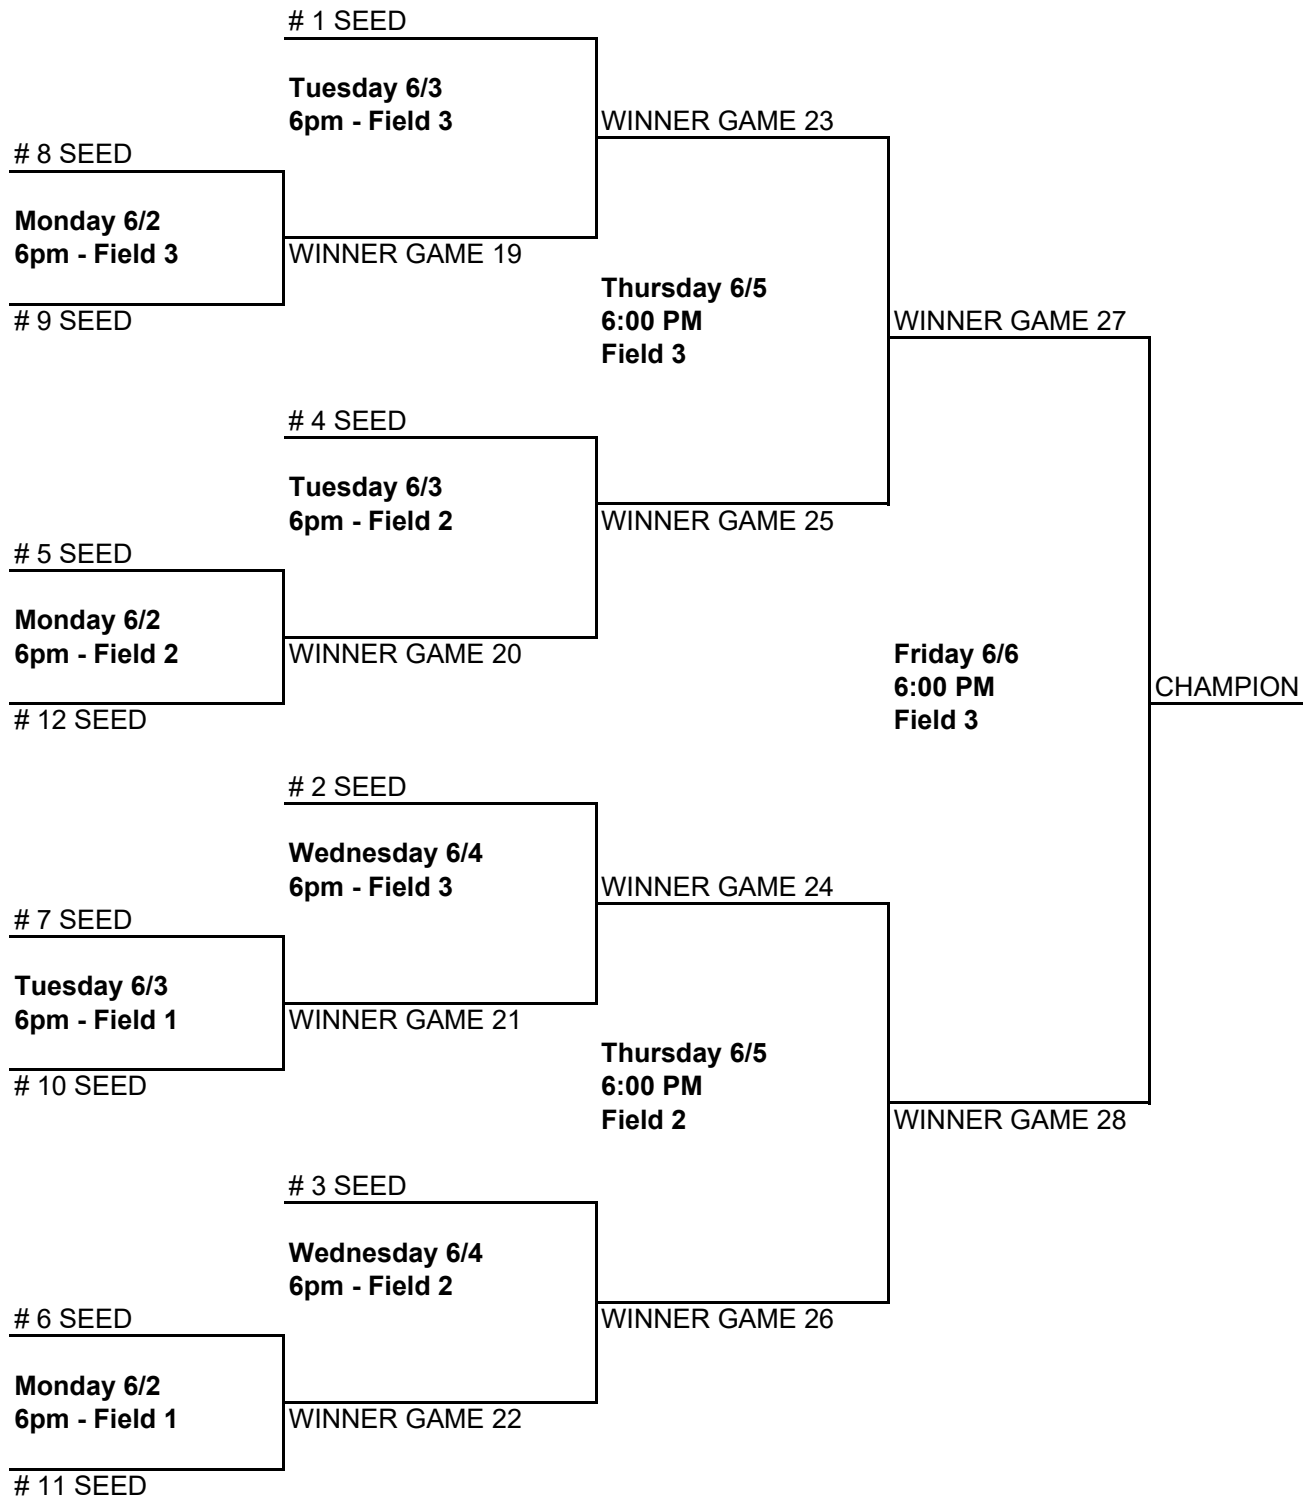 # 1 SEED
Tuesday 6/3
6pm - Field 3
WINNER GAME 23
# 8 SEED
Monday 6/2
6pm - Field 3
WINNER GAME 19
# 9 SEED
Thursday 6/5
6:00 PM
Field 3
WINNER GAME 27
# 4 SEED
Tuesday 6/3
6pm - Field 2
WINNER GAME 25
# 5 SEED
Monday 6/2
6pm - Field 2
WINNER GAME 20
# 12 SEED
Friday 6/6
6:00 PM
Field 3
CHAMPION
# 2 SEED
Wednesday 6/4
6pm - Field 3
WINNER GAME 24
# 7 SEED
Tuesday 6/3
6pm - Field 1
WINNER GAME 21
# 10 SEED
Thursday 6/5
6:00 PM
Field 2
WINNER GAME 28
# 3 SEED
Wednesday 6/4
6pm - Field 2
WINNER GAME 26
# 6 SEED
Monday 6/2
6pm - Field 1
WINNER GAME 22
# 11 SEED